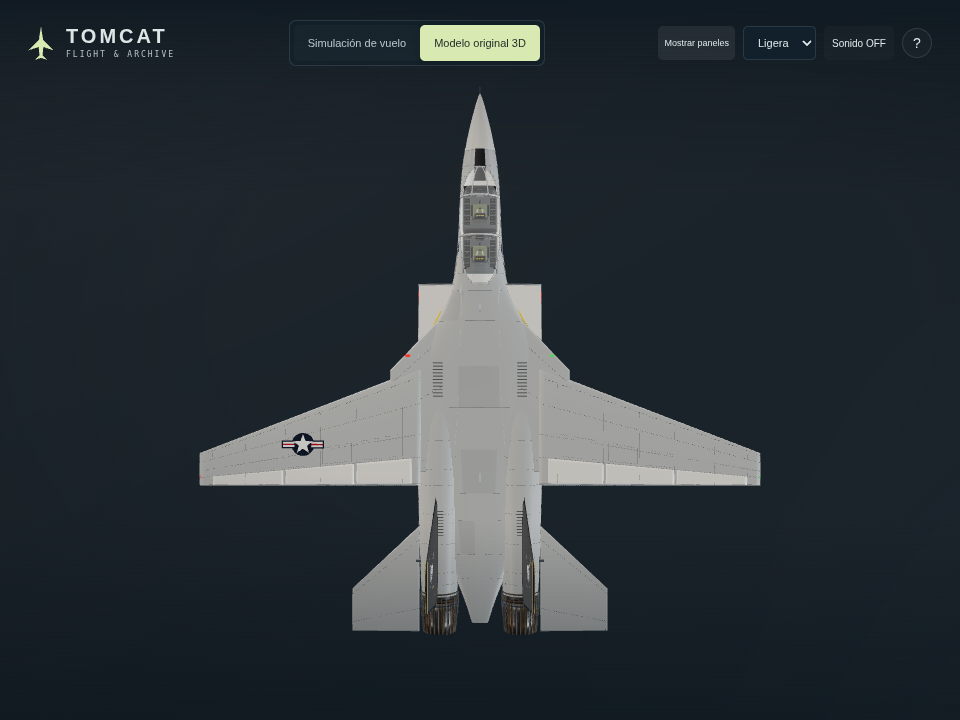 TOMCAT
FLIGHT & ARCHIVE
Simulación de vuelo
Modelo original 3D
Mostrar paneles
Ligera
Sonido OFF
?